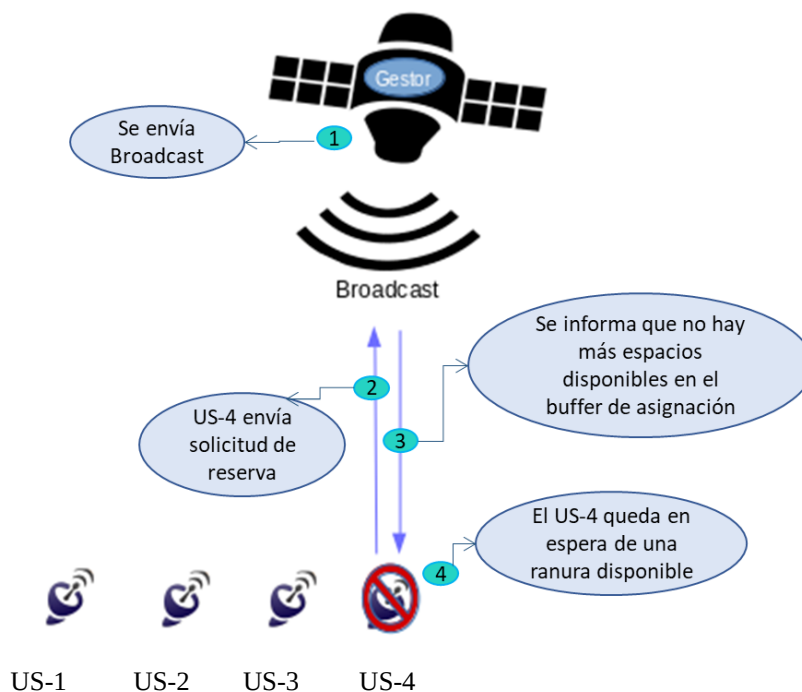 Gestor
1
Se envía
Broadcast
Broadcast
Se informa que no hay
más espacios
disponibles en el
buffer de asignación
2
US-4 envía
solicitud de
reserva
3
El US-4 queda en
espera de una
ranura disponible
4
US-1 US-2 US-3 US-4